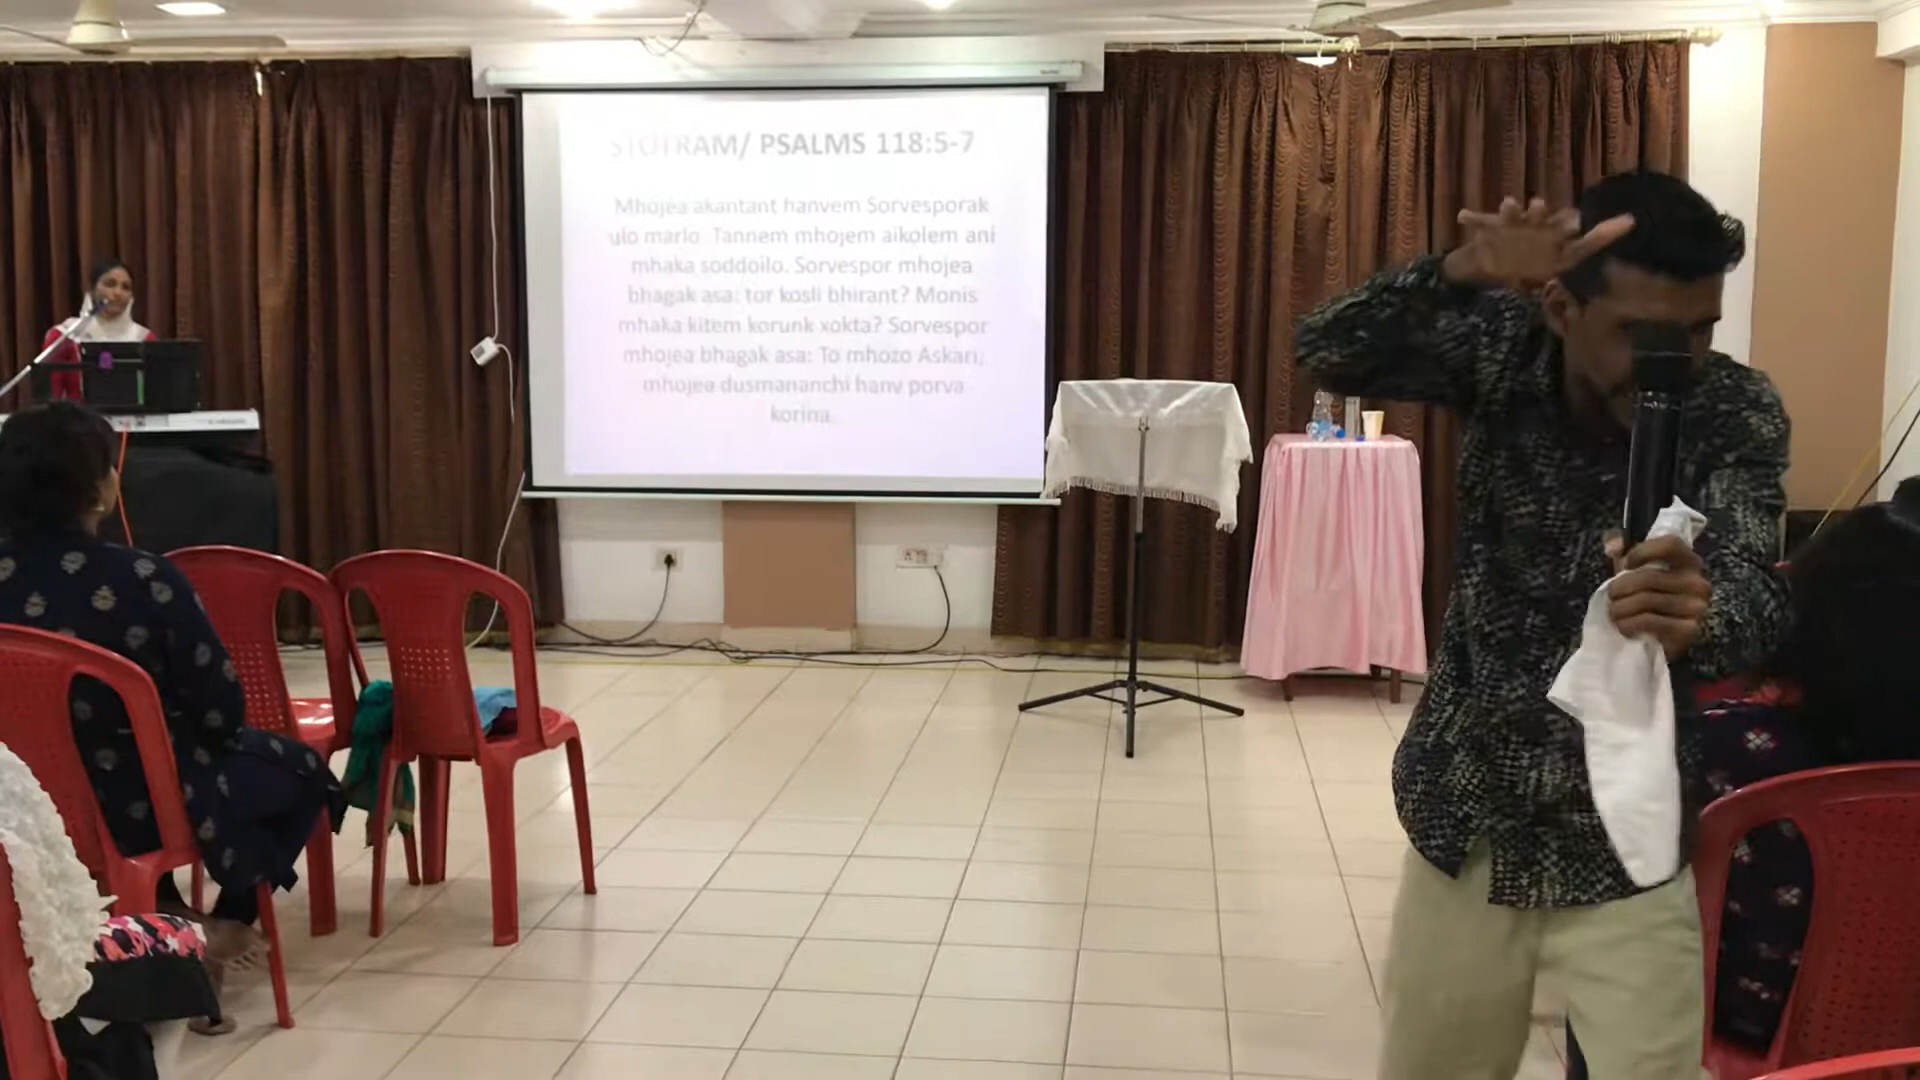 STOTRAM/ PSALMS 118:5-7
Mhojea akantant hanvem Sorvesporak
ulo marlo. Tannem mhojem aikolem ani
mhaka soddoilo. Sorvespor mhojea
bhagak asa: tor kosli bhirant? Monis
mhaka kitem korunk xokta? Sorvespor
mhojea bhagak asa: To mhozo Askari,
mhojea dusmananchi hanv porva
korina.